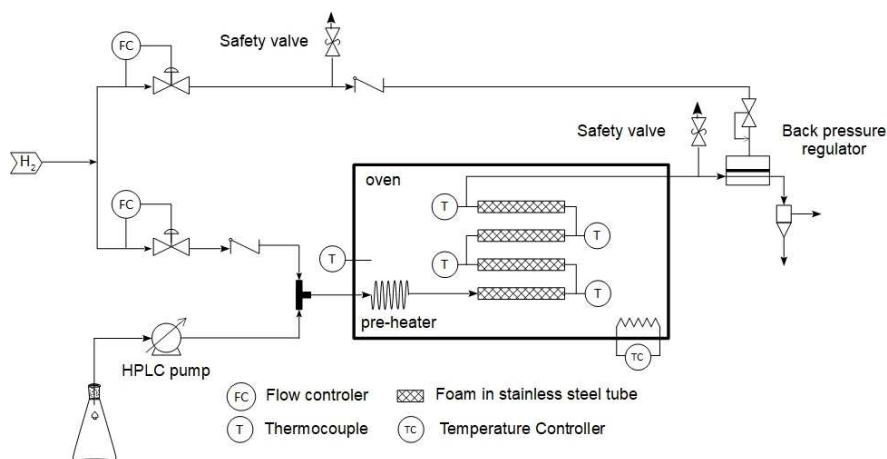 FC
Safety valve
Safety valve
Back pressure
regulator
H2
oven
FC
T
T
T
T
T
pre-heater
TC
HPLC pump
FC Flow controler
Foam in stainless steel tube
T Thermocouple
TC Temperature Controller